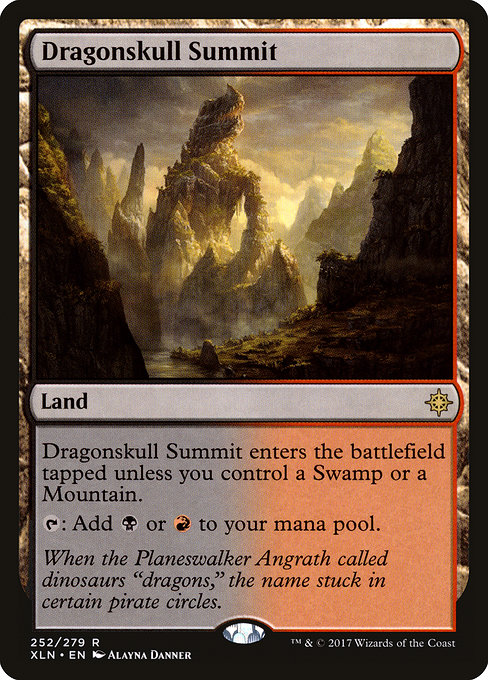 Dragonskull Summit
Land
Dragonskull Summit enters the battlefield
tapped unless you control a Swamp or a
Mountain.
: Add or to your mana pool.
When the Planeswalker Angrath called
dinosaurs “dragons,” the name stuck in
certain pirate circles.
252/279 R
XLN • EN Alayna Danner
™ & © 2017 Wizards of the Coast